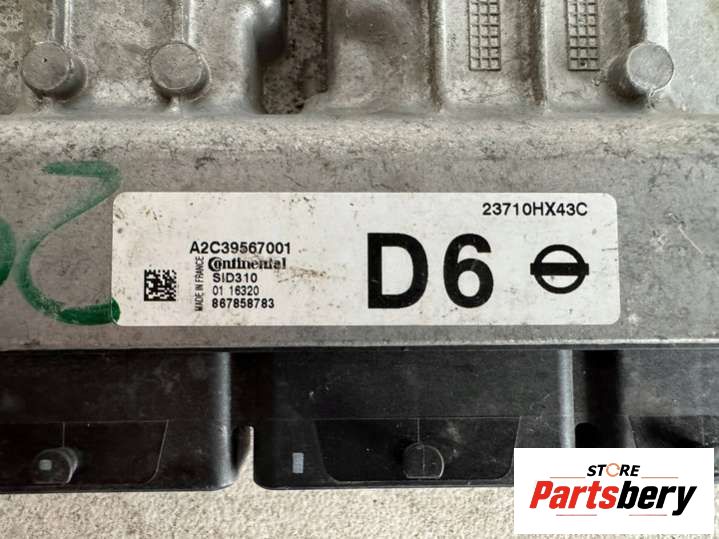 23710HX43C
A2C39567001
Continental
SID310
01 16320
867858783
MADE IN FRANCE
D6
STORE
Partsbery